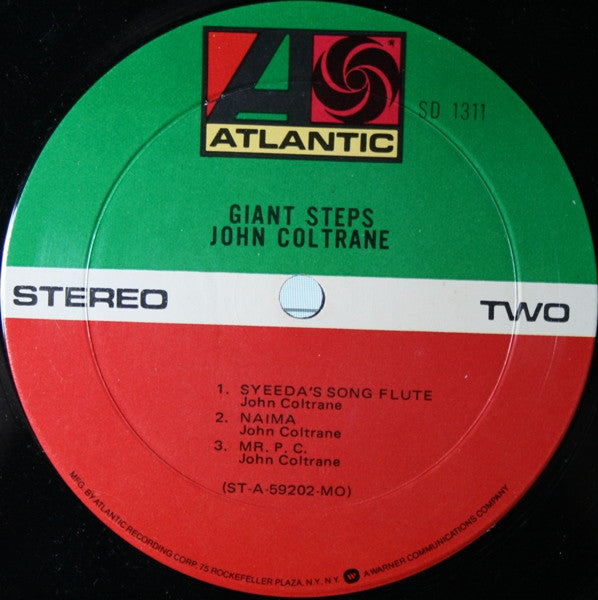 A
ATLANTIC
SD 1311
GIANT STEPS
JOHN COLTRANE
STEREO
TWO
1. SYEEDA'S SONG FLUTE
John Coltrane
2. NAIMA
John Coltrane
3. MR. P. C.
John Coltrane
(ST-A-59202-MO)
MFG. BY ATLANTIC RECORDING CORP. 75 ROCKEFELLER PLAZA, N.Y. N.Y. W A WARNER COMMUNICATIONS COMPANY